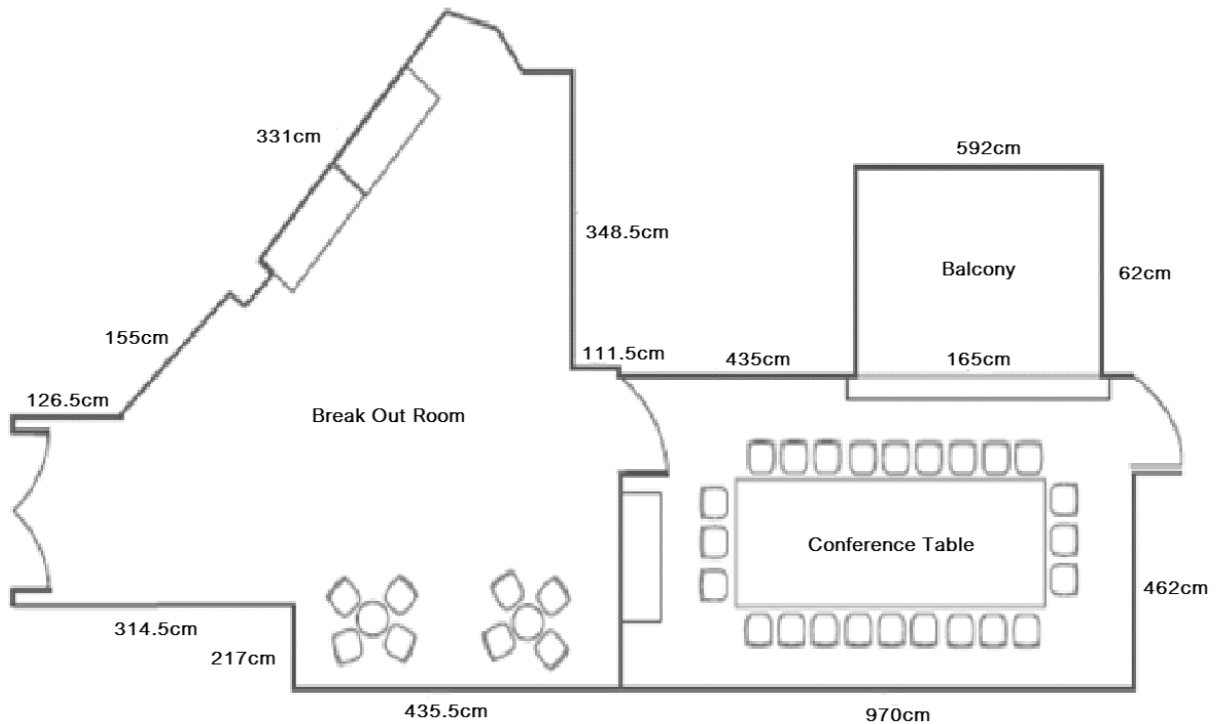 331cm
592cm
348.5cm
Balcony
62cm
155cm
111.5cm
435cm
165cm
126.5cm
Break Out Room
Conference Table
462cm
314.5cm
217cm
435.5cm
970cm